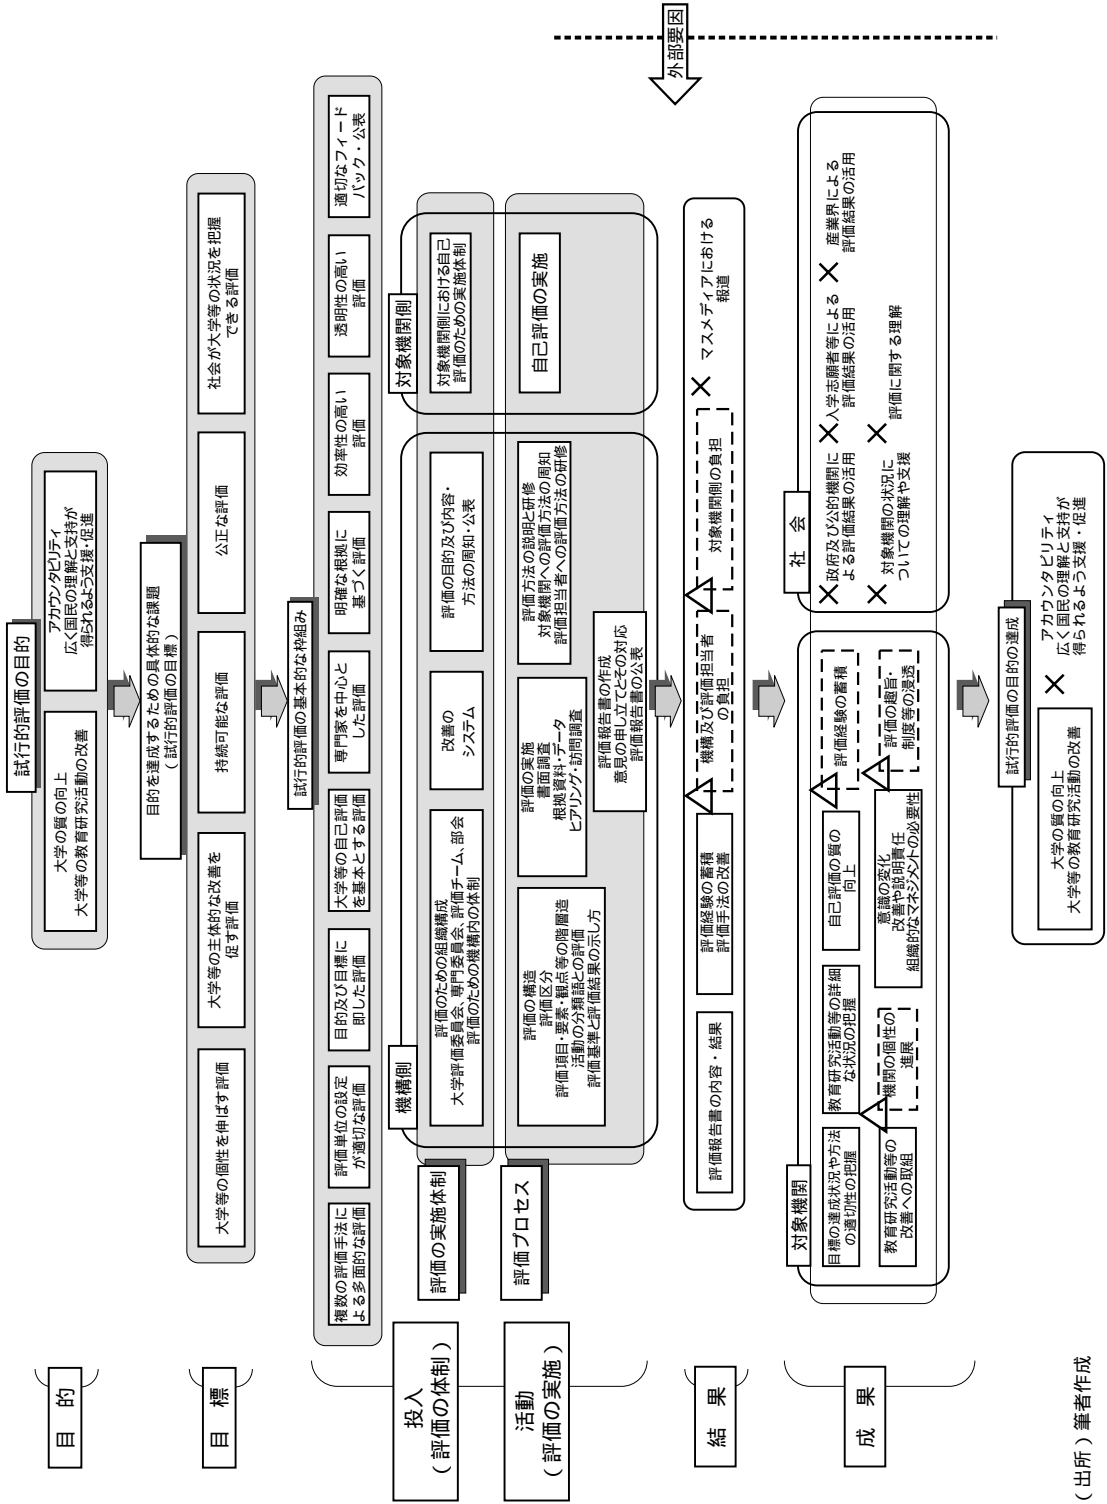 目 的
試行的評価の目的
大学の質の向上
大学等の教育研究活動の改善
アカウンタビリティ
広く国民の理解と支持が
得られるよう支援・促進
目的を達成するための具体的な課題
（試行的評価の目標）
目 標
大学等の個性を伸ばす評価
大学等の主体的な改善を
促す評価
持続可能な評価
公正な評価
社会が大学等の状況を把握
できる評価
試行的評価の基本的な枠組み
複数の評価手法に
よる多面的な評価
評価単位の設定
が適切な評価
目的及び目標に
即した評価
大学等の自己評価
を基本とする評価
専門家を中心と
した評価
明確な根拠に
基づく評価
効率性の高い
評価
透明性の高い
評価
適切なフィード
バック・公表
投入
（評価の体制）
評価の実施体制
機構側
評価のための組織構成
大学評価委員会、専門委員会、評価チーム、部会
評価のための機構内の体制
改善の
システム
評価の目的及び内容・
方法の周知・公表
対象機関側
対象機関側における自己
評価のための実施体制
活動
（評価の実施）
評価プロセス
評価の構造
評価区分
評価項目・要素・観点等の階層造
活動の分類語との評価
評価基準と評価結果の示し方
評価の実施
書面調査
根拠資料・データ
ヒアリング・訪問調査
評価方法の説明と研修
対象機関への評価方法の周知
評価担当者への評価方法の研修
評価報告書の作成
意見の申し立てとその対応
評価報告書の公表
自己評価の実施
外部要因
結 果
評価報告書の内容・結果
評価経験の蓄積
評価手法の改善
機構及び評価担当者
の負担
対象機関側の負担
マスメディアにおける
報道
成 果
対象機関
目標の達成状況や方法
の適切性の把握
教育研究活動等の詳細
な状況の把握
自己評価の質の
向上
評価経験の蓄積
教育研究活動等の
改善への取組
機関の個性の
進展
意識の変化
改善や説明責任
組織的なマネジメントの必要性
評価の趣旨・
制度等の浸透
社 会
政府及び公的機関に
よる評価結果の活用
入学志願者等による
評価結果の活用
産業界による
評価結果の活用
対象機関の状況に
ついての理解や支援
評価に関する理解
試行的評価の目的の達成
大学の質の向上
大学等の教育研究活動の改善
アカウンタビリティ
広く国民の理解と支持が
得られるよう支援・促進
（出所）筆者作成